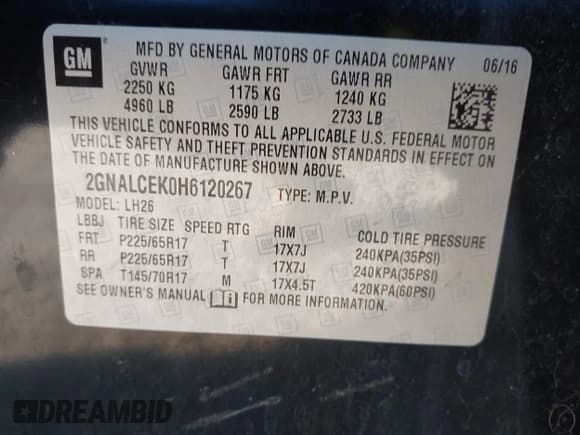 GM MFD BY GENERAL MOTORS OF CANADA COMPANY 06/16
GVWR GAWR FRT GAWR RR
2250 KG 1175 KG 1240 KG
4960 LB 2590 LB 2733 LB
THIS VEHICLE CONFORMS TO ALL APPLICABLE U.S. FEDERAL MOTOR
VEHICLE SAFETY AND THEFT PREVENTION STANDARDS IN EFFECT ON
THE DATE OF MANUFACTURE SHOWN ABOVE.
2GNALCEK0H6120267 TYPE: M.P.V.
MODEL: LH26
LBBJ TIRE SIZE SPEED RTG RIM COLD TIRE PRESSURE
FRT P225/65R17 T 17X7J 240KPA(35PSI)
RR P225/65R17 T 17X7J 240KPA(35PSI)
SPA T145/70R17 M 17X4.5T 420KPA(60PSI)
SEE OWNER'S MANUAL FOR MORE INFORMATION.
DREAMBID